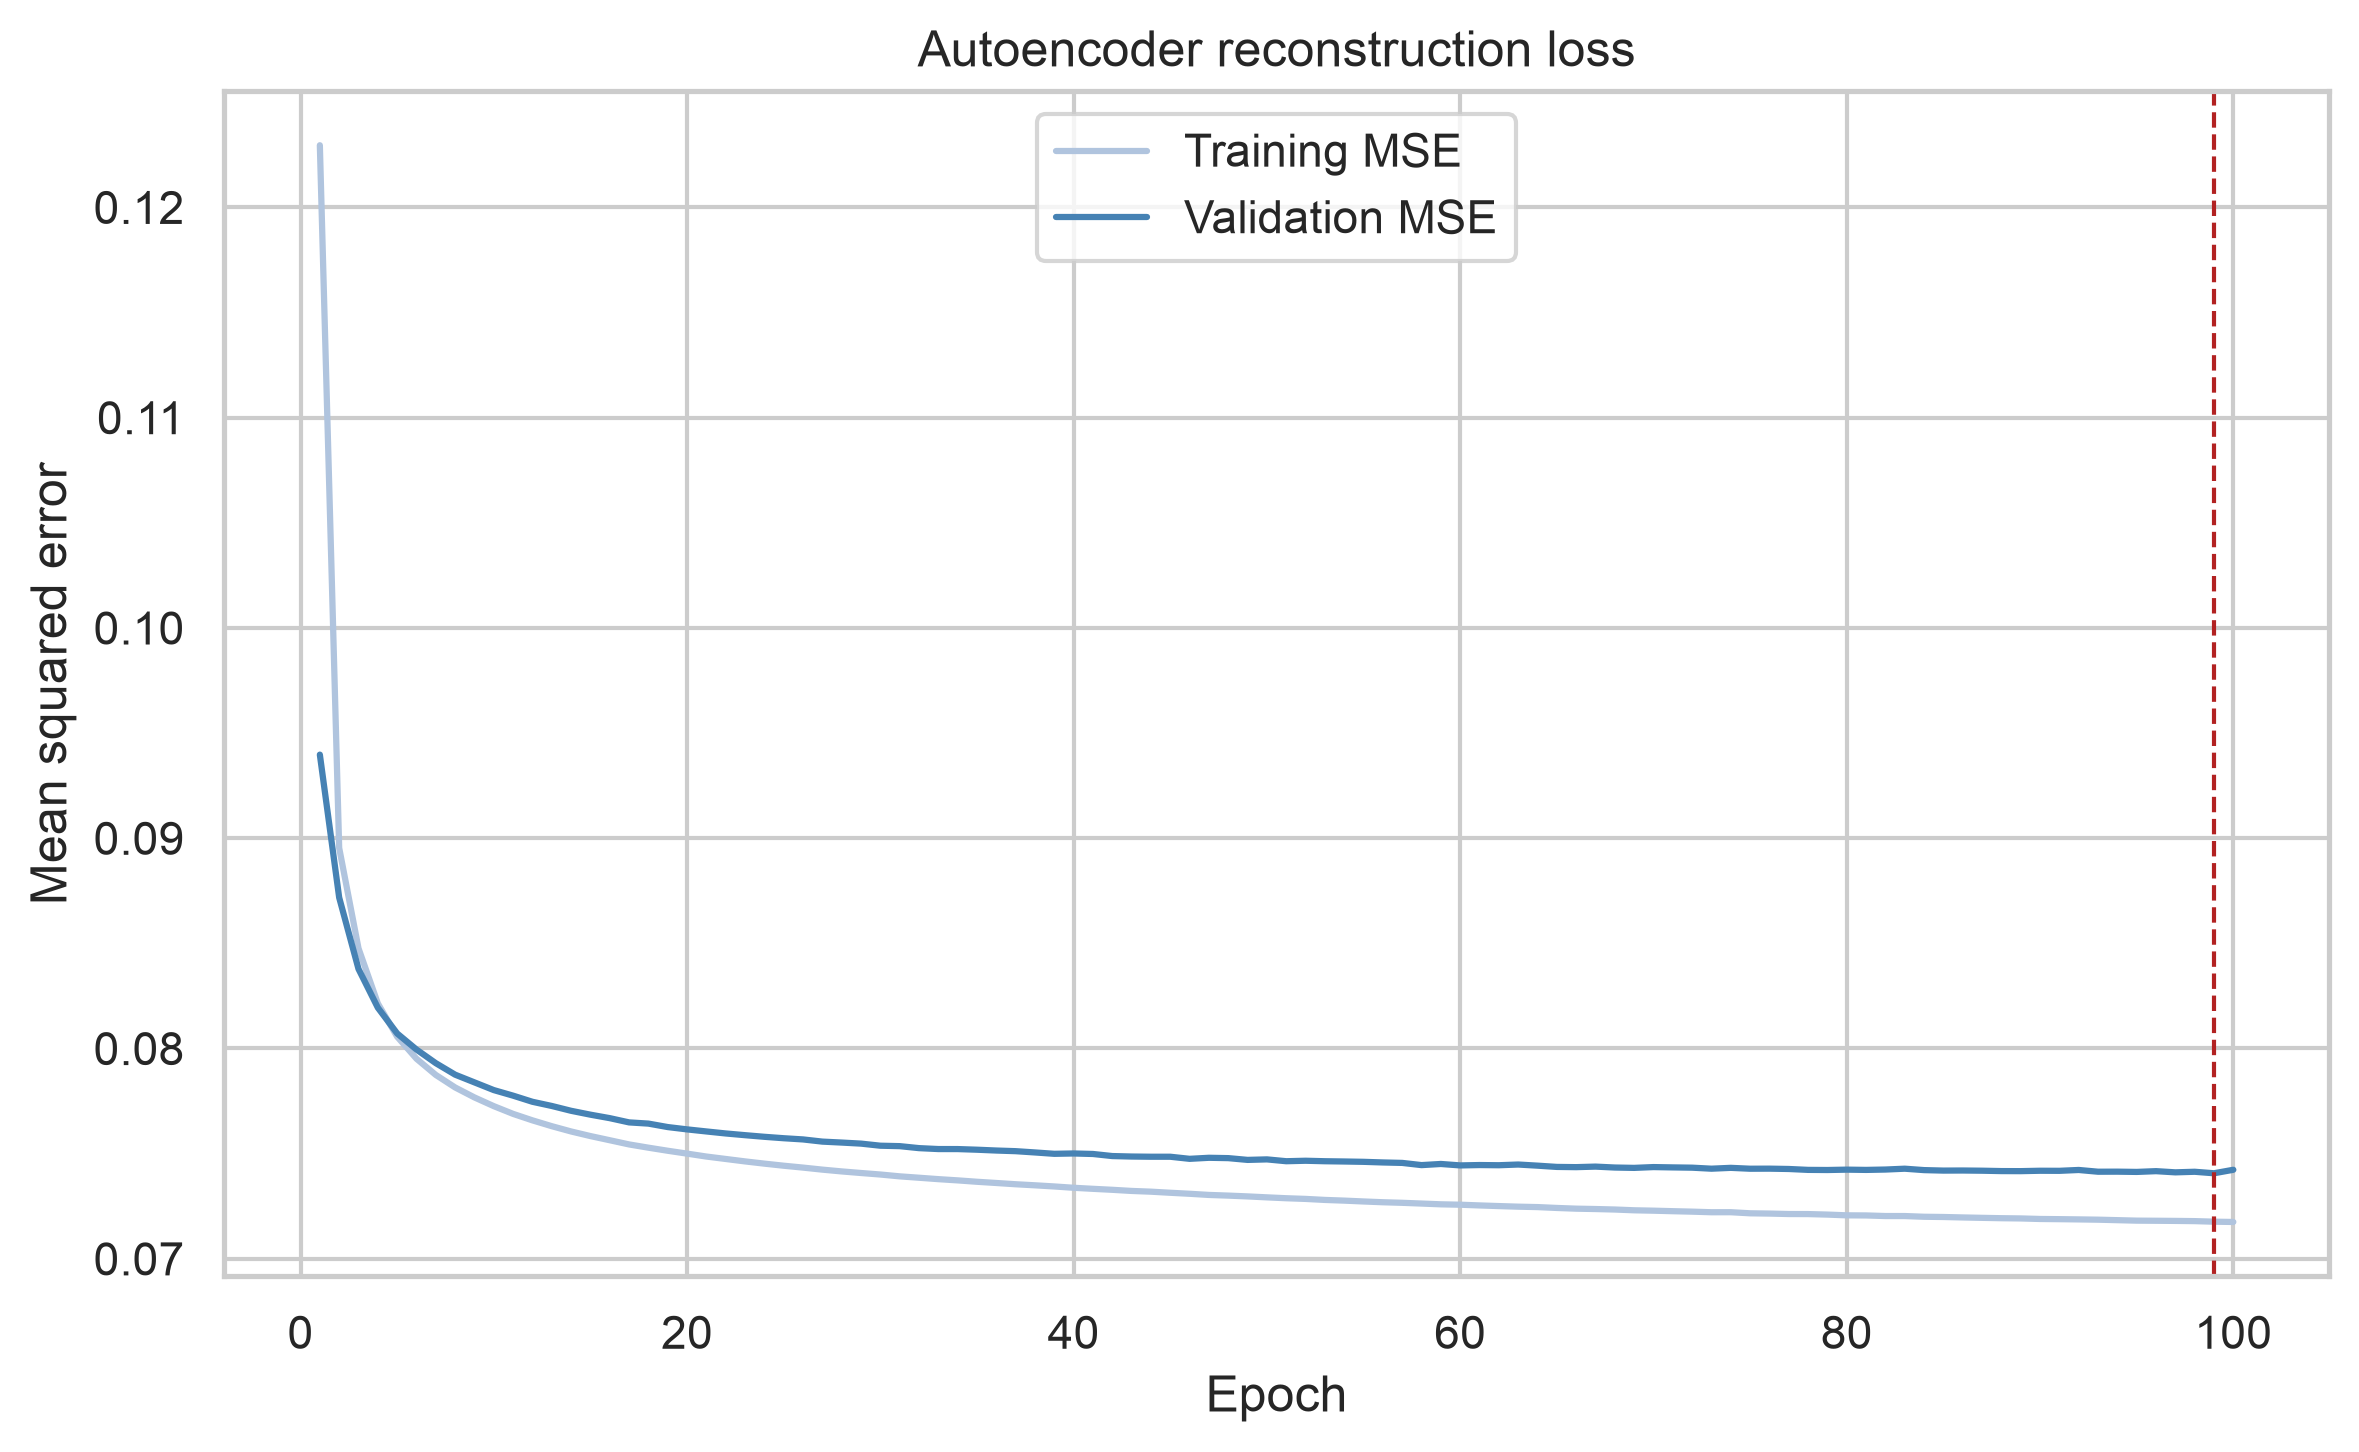 Autoencoder reconstruction loss
Training MSE
Validation MSE
Mean squared error
0.12
0.11
0.10
0.09
0.08
0.07
0 20 40 60 80 100
Epoch